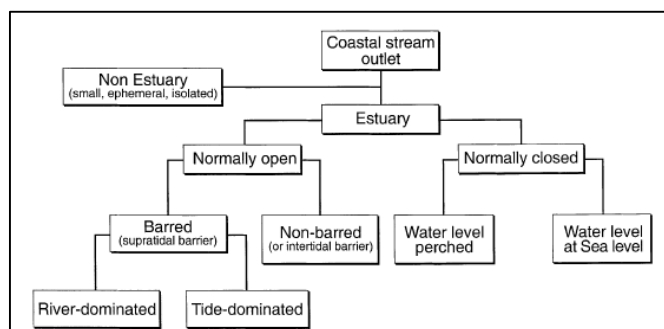 Coastal stream
outlet
Non Estuary
(small, ephemeral, isolated)
Estuary
Normally open
Normally closed
Barred
(supratidal barrier)
Non-barred
(or intertidal barrier)
Water level
perched
Water level
at Sea level
River-dominated
Tide-dominated